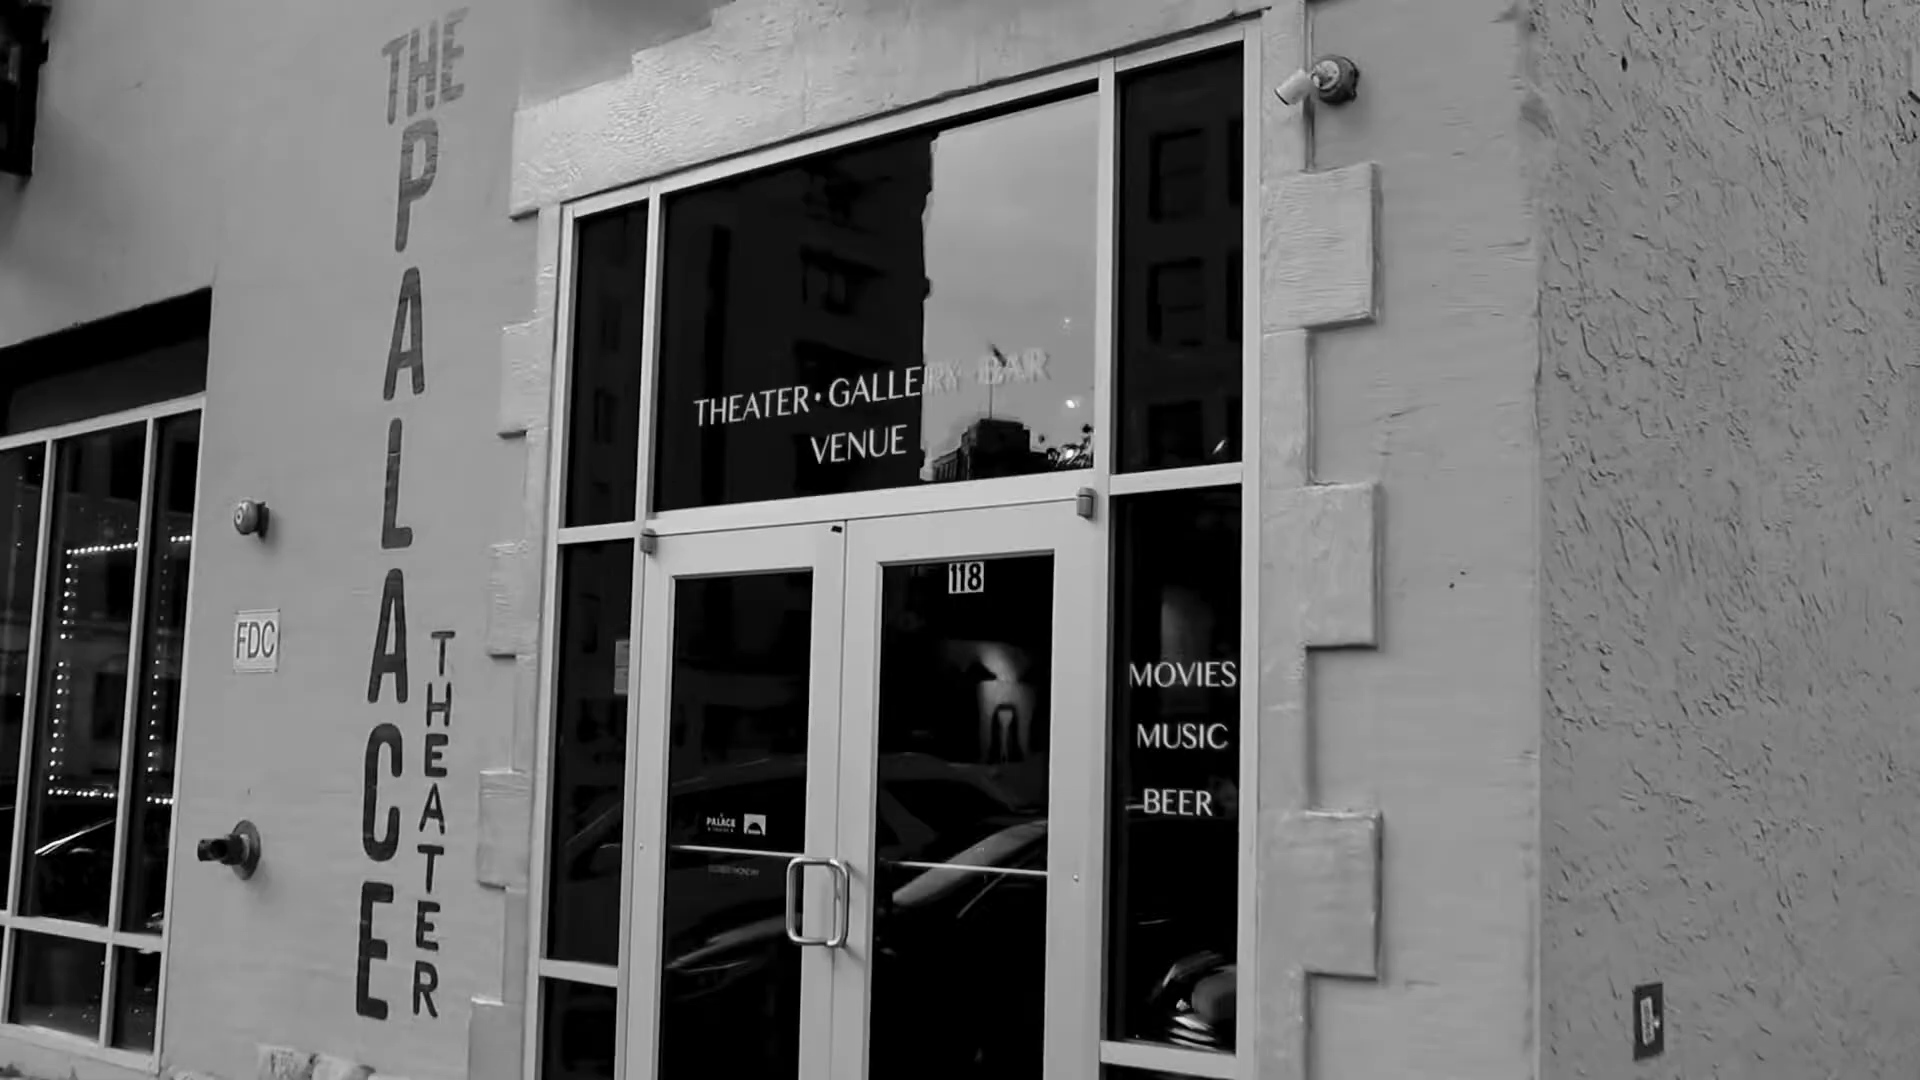 THE PALACE
THEATER
FDC
THEATER • GALLERY • BAR
VENUE
118
MOVIES
MUSIC
BEER
PALACE